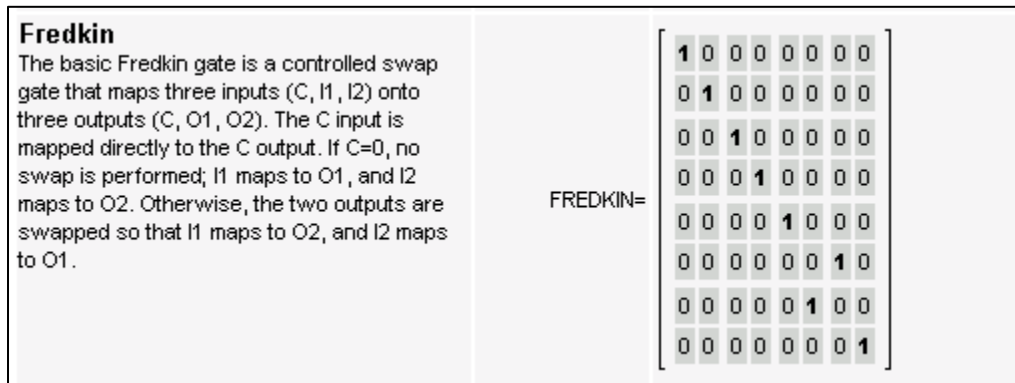 Fredkin
The basic Fredkin gate is a controlled swap
gate that maps three inputs (C, I1, I2) onto
three outputs (C, O1, O2). The C input is
mapped directly to the C output. If C=0, no
swap is performed; I1 maps to O1, and I2
maps to O2. Otherwise, the two outputs are
swapped so that I1 maps to O2, and I2 maps
to O1.
FREDKIN=
1 0 0 0 0 0 0 0
0 1 0 0 0 0 0 0
0 0 1 0 0 0 0 0
0 0 0 1 0 0 0 0
0 0 0 0 1 0 0 0
0 0 0 0 0 0 1 0
0 0 0 0 0 1 0 0
0 0 0 0 0 0 0 1